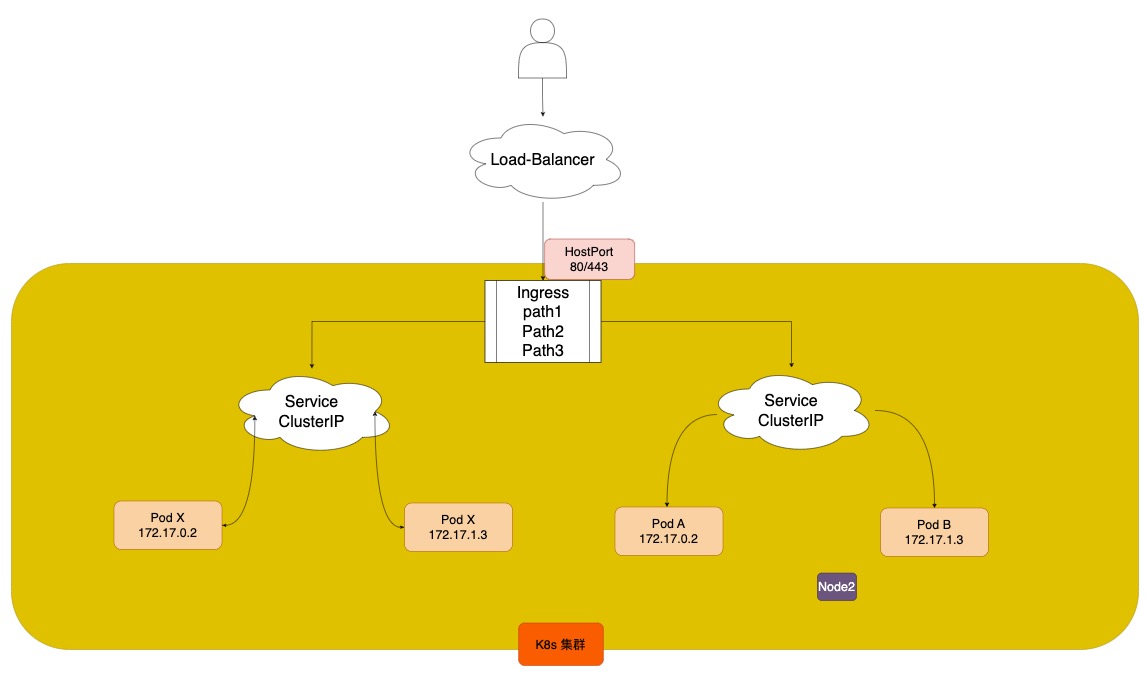 Load-Balancer
HostPort
80/443
Ingress
path1
Path2
Path3
Service
ClusterIP
Service
ClusterIP
Pod X
172.17.0.2
Pod X
172.17.1.3
Pod A
172.17.0.2
Pod B
172.17.1.3
Node2
K8s 集群